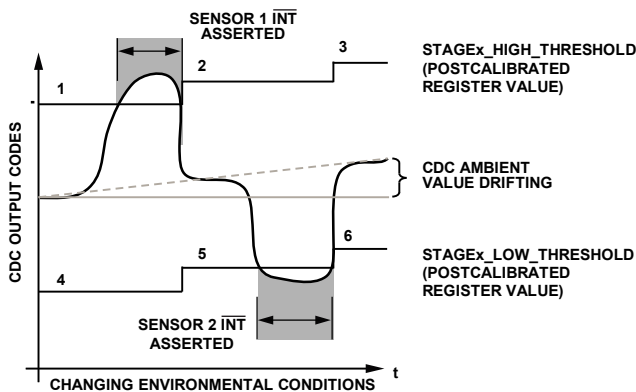 SENSOR 1 INT
ASSERTED
1
2
3
STAGEx_HIGH_THRESHOLD
(POSTCALIBRATED
REGISTER VALUE)
CDC OUTPUT CODES
CDC AMBIENT
VALUE DRIFTING
4
5
6
STAGEx_LOW_THRESHOLD
(POSTCALIBRATED
REGISTER VALUE)
SENSOR 2 INT
ASSERTED
t
CHANGING ENVIRONMENTAL CONDITIONS